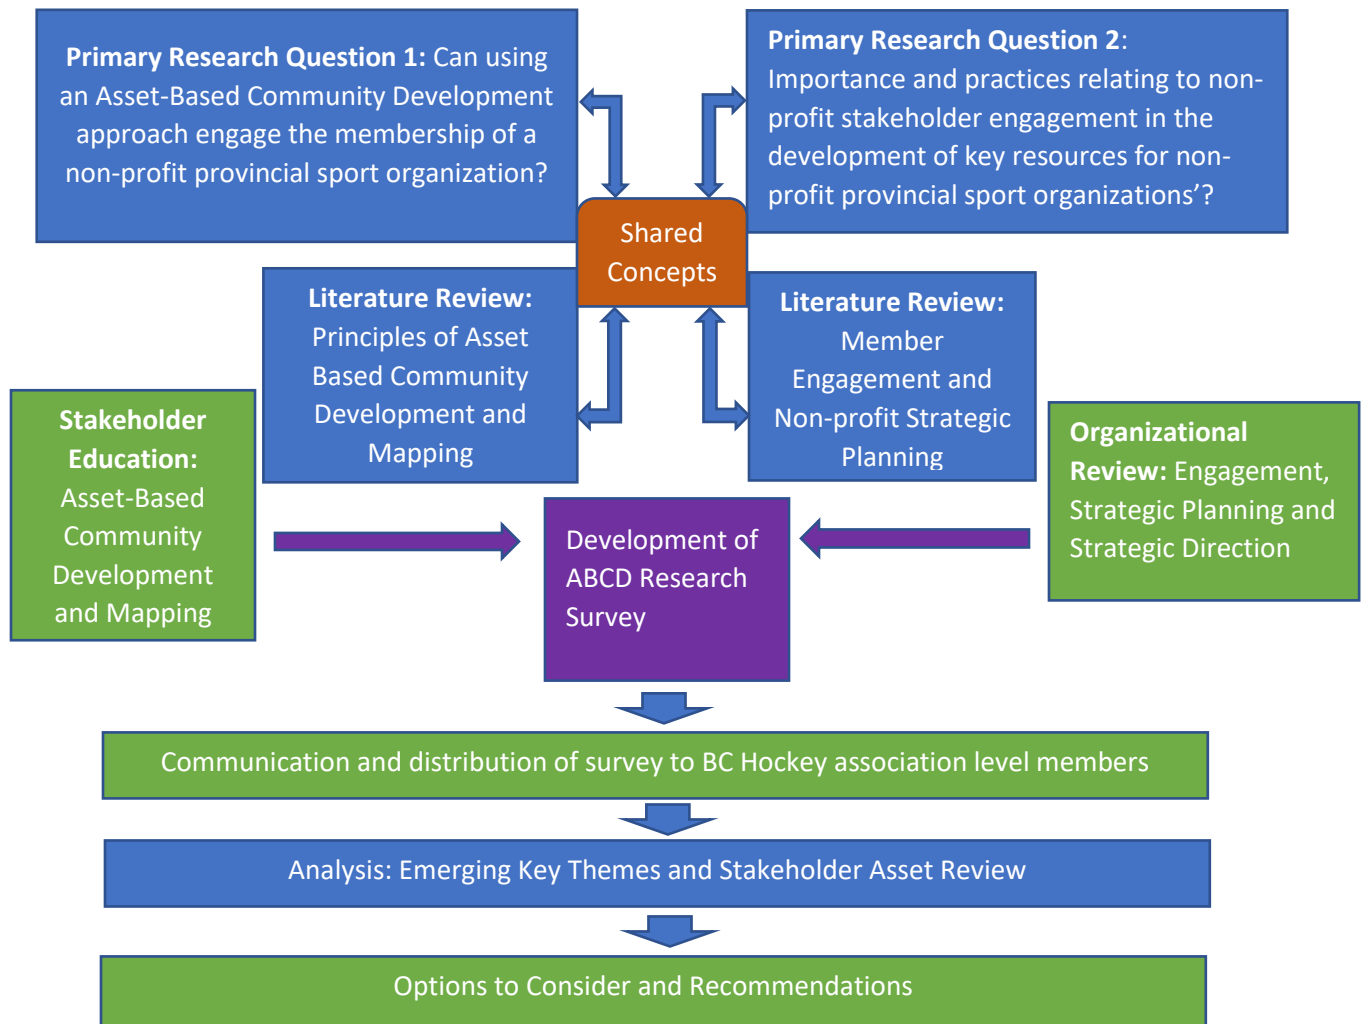 Primary Research Question 1: Can using
an Asset-Based Community Development
approach engage the membership of a
non-profit provincial sport organization?
Primary Research Question 2:
Importance and practices relating to non-
profit stakeholder engagement in the
development of key resources for non-
profit provincial sport organizations’?
Shared
Concepts
Literature Review:
Principles of Asset
Based Community
Development and
Mapping
Literature Review:
Member
Engagement and
Non-profit Strategic
Planning
Stakeholder
Education:
Asset-Based
Community
Development
and Mapping
Organizational
Review: Engagement,
Strategic Planning and
Strategic Direction
Development of
ABCD Research
Survey
Communication and distribution of survey to BC Hockey association level members
Analysis: Emerging Key Themes and Stakeholder Asset Review
Options to Consider and Recommendations